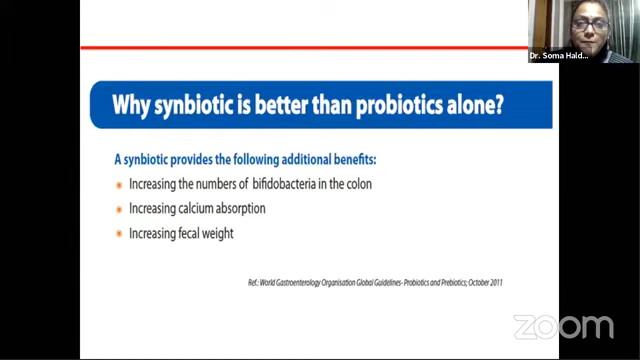 Dr. Soma Hald...
Why synbiotic is better than probiotics alone?
A synbiotic provides the following additional benefits:
Increasing the numbers of bifidobacteria in the colon
Increasing calcium absorption
Increasing fecal weight
Ref.: World Gastroenterology Organisation Global Guidelines- Probiotics and Prebiotics; October 2011
zoom